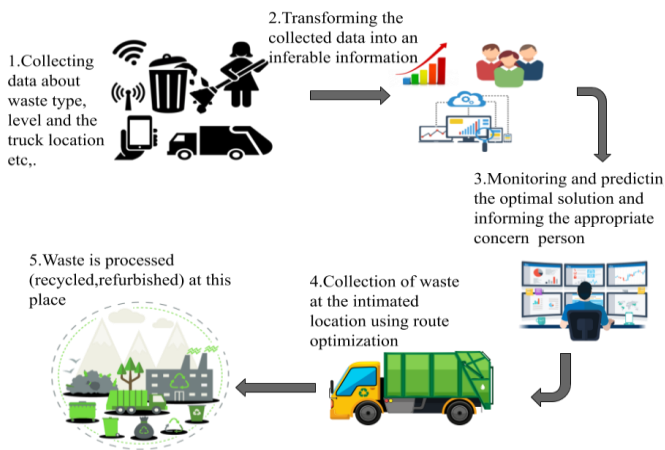 1.Collecting
data about
waste type,
level and the
truck location
etc,.
2.Transforming the
collected data into an
inferable information
3.Monitoring and predictin
the optimal solution and
informing the appropriate
concern person
4.Collection of waste
at the intimated
location using route
optimization
5.Waste is processed
(recycled,refurbished) at this
place